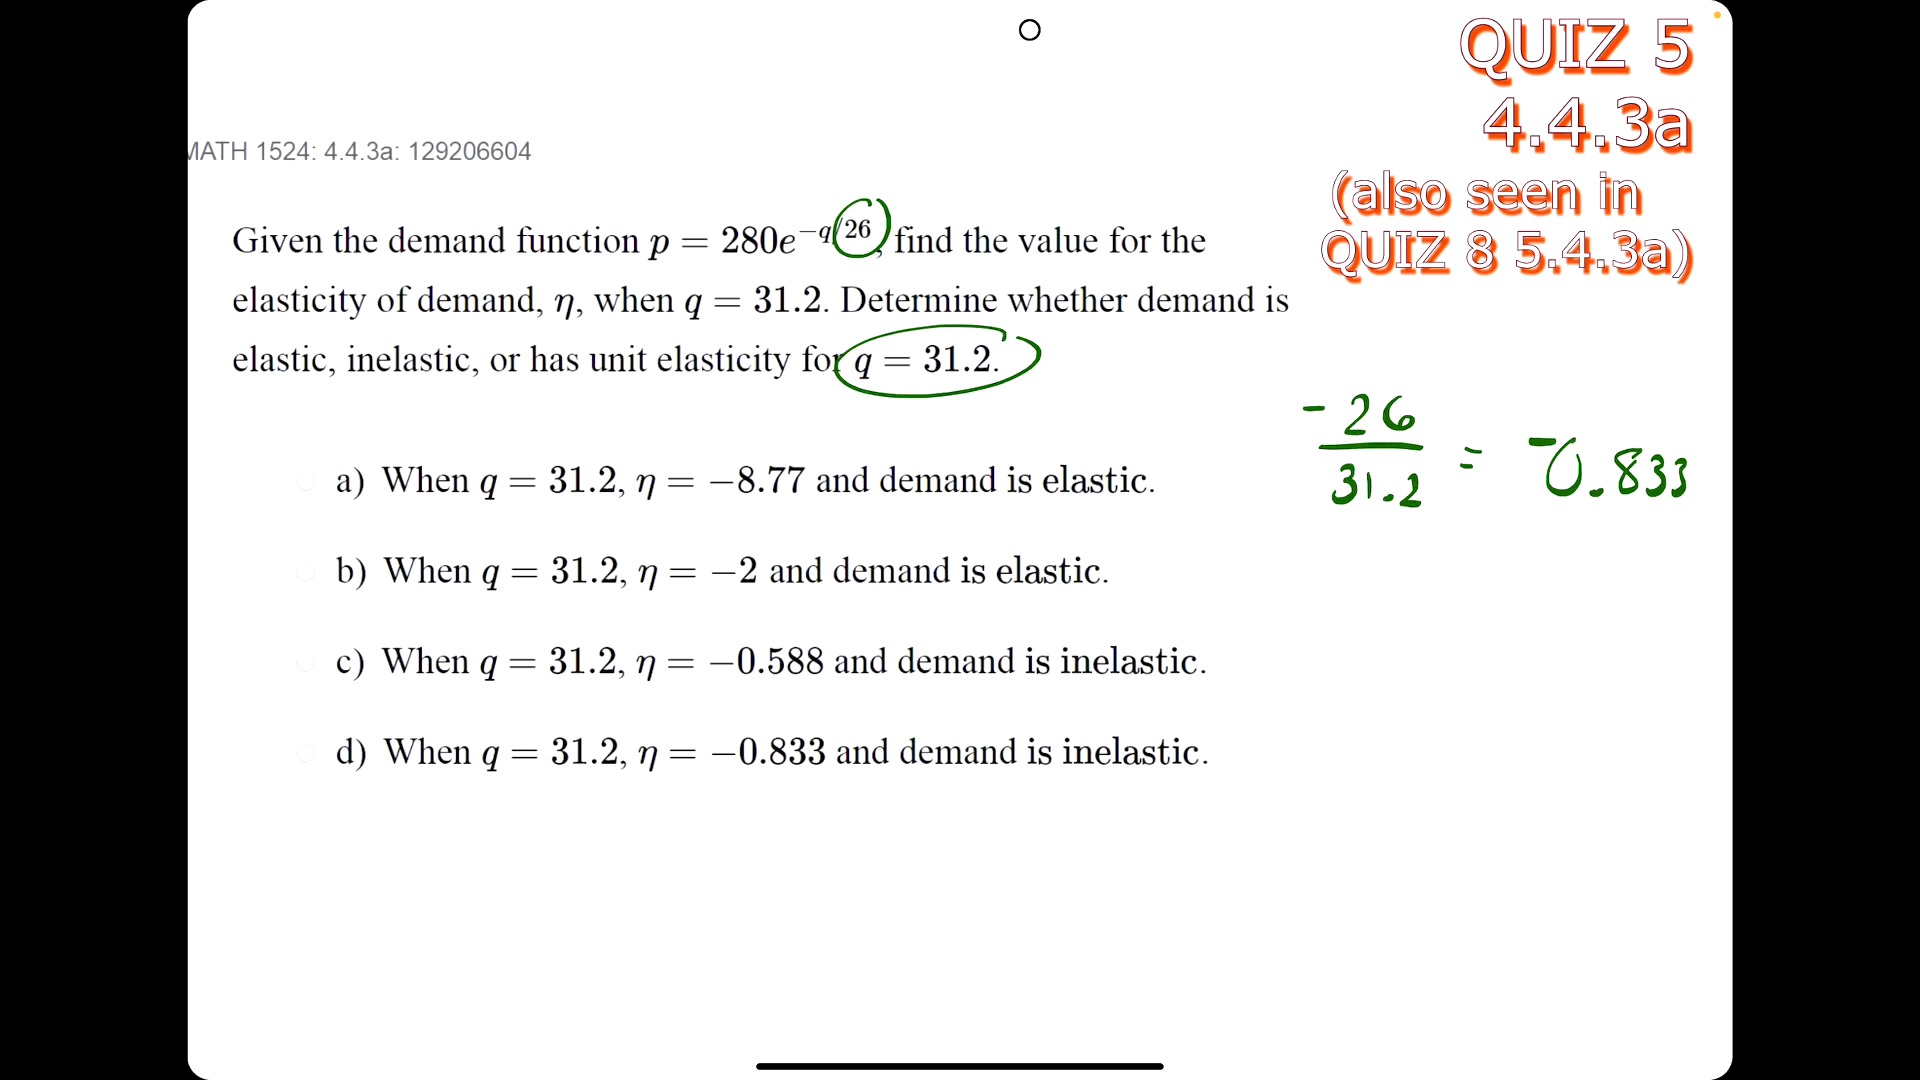 QUIZ 5
4.4.3a
(also seen in
QUIZ 8 5.4.3a)
MATH 1524: 4.4.3a: 129206604
Given the demand function p = 280e^{−q/26}, find the value for the
elasticity of demand, η, when q = 31.2. Determine whether demand is
elastic, inelastic, or has unit elasticity for q = 31.2.
-26/31.2 = -0.833
a) When q = 31.2, η = −8.77 and demand is elastic.
b) When q = 31.2, η = −2 and demand is elastic.
c) When q = 31.2, η = −0.588 and demand is inelastic.
d) When q = 31.2, η = −0.833 and demand is inelastic.